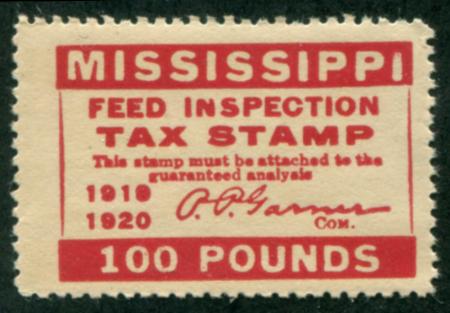 MISSISSIPPI
FEED INSPECTION
TAX STAMP
This stamp must be attached to the
guaranteed analysis
1919
1920
P. P. Garner
COM.
100 POUNDS